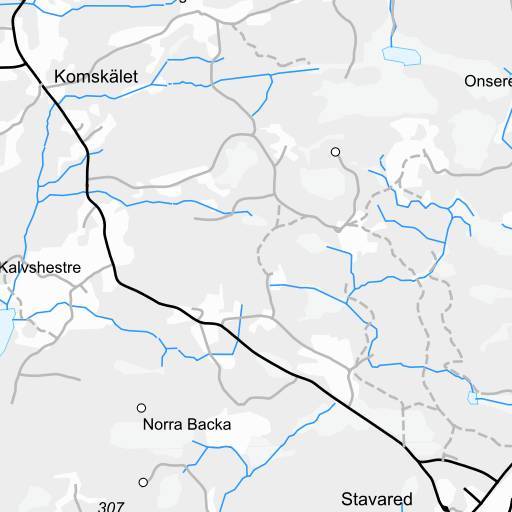 Komskälet
Onsere
Kalvshestre
Norra Backa
Stavared
307